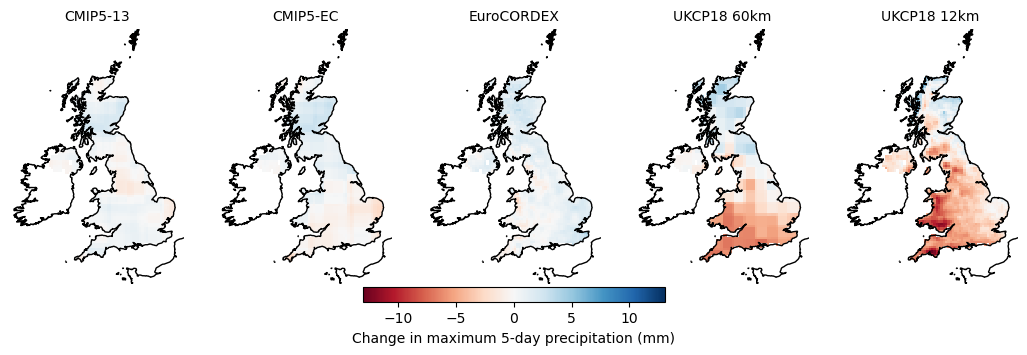 CMIP5-13 CMIP5-EC EuroCORDEX UKCP18 60km UKCP18 12km
−10 −5 0 5 10
Change in maximum 5-day precipitation (mm)